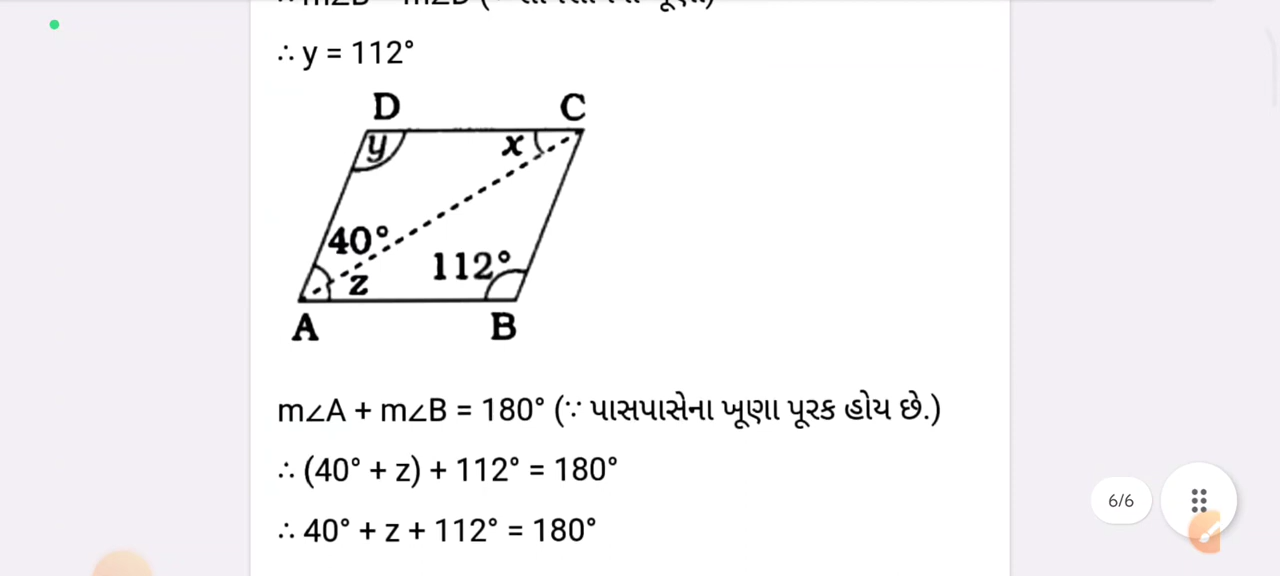 ∴ y = 112°
D C
y x
40°
112°
z
A B
m∠A + m∠B = 180° (∵ પાસપાસેના ખૂણા પૂરક હોય છે.)
∴ (40° + z) + 112° = 180°
6/6
∴ 40° + z + 112° = 180°